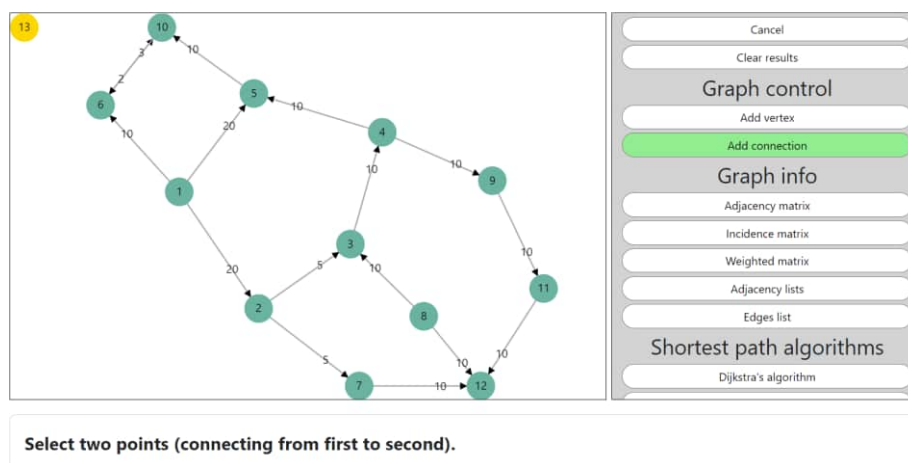 13
10
10
3
2
5
6
10
20
10
4
10
1
10
9
3
5
10
20
10
11
2
8
5
10
10
7
10
12
Cancel
Clear results
Graph control
Add vertex
Add connection
Graph info
Adjacency matrix
Incidence matrix
Weighted matrix
Adjacency lists
Edges list
Shortest path algorithms
Dijkstra's algorithm
Select two points (connecting from first to second).